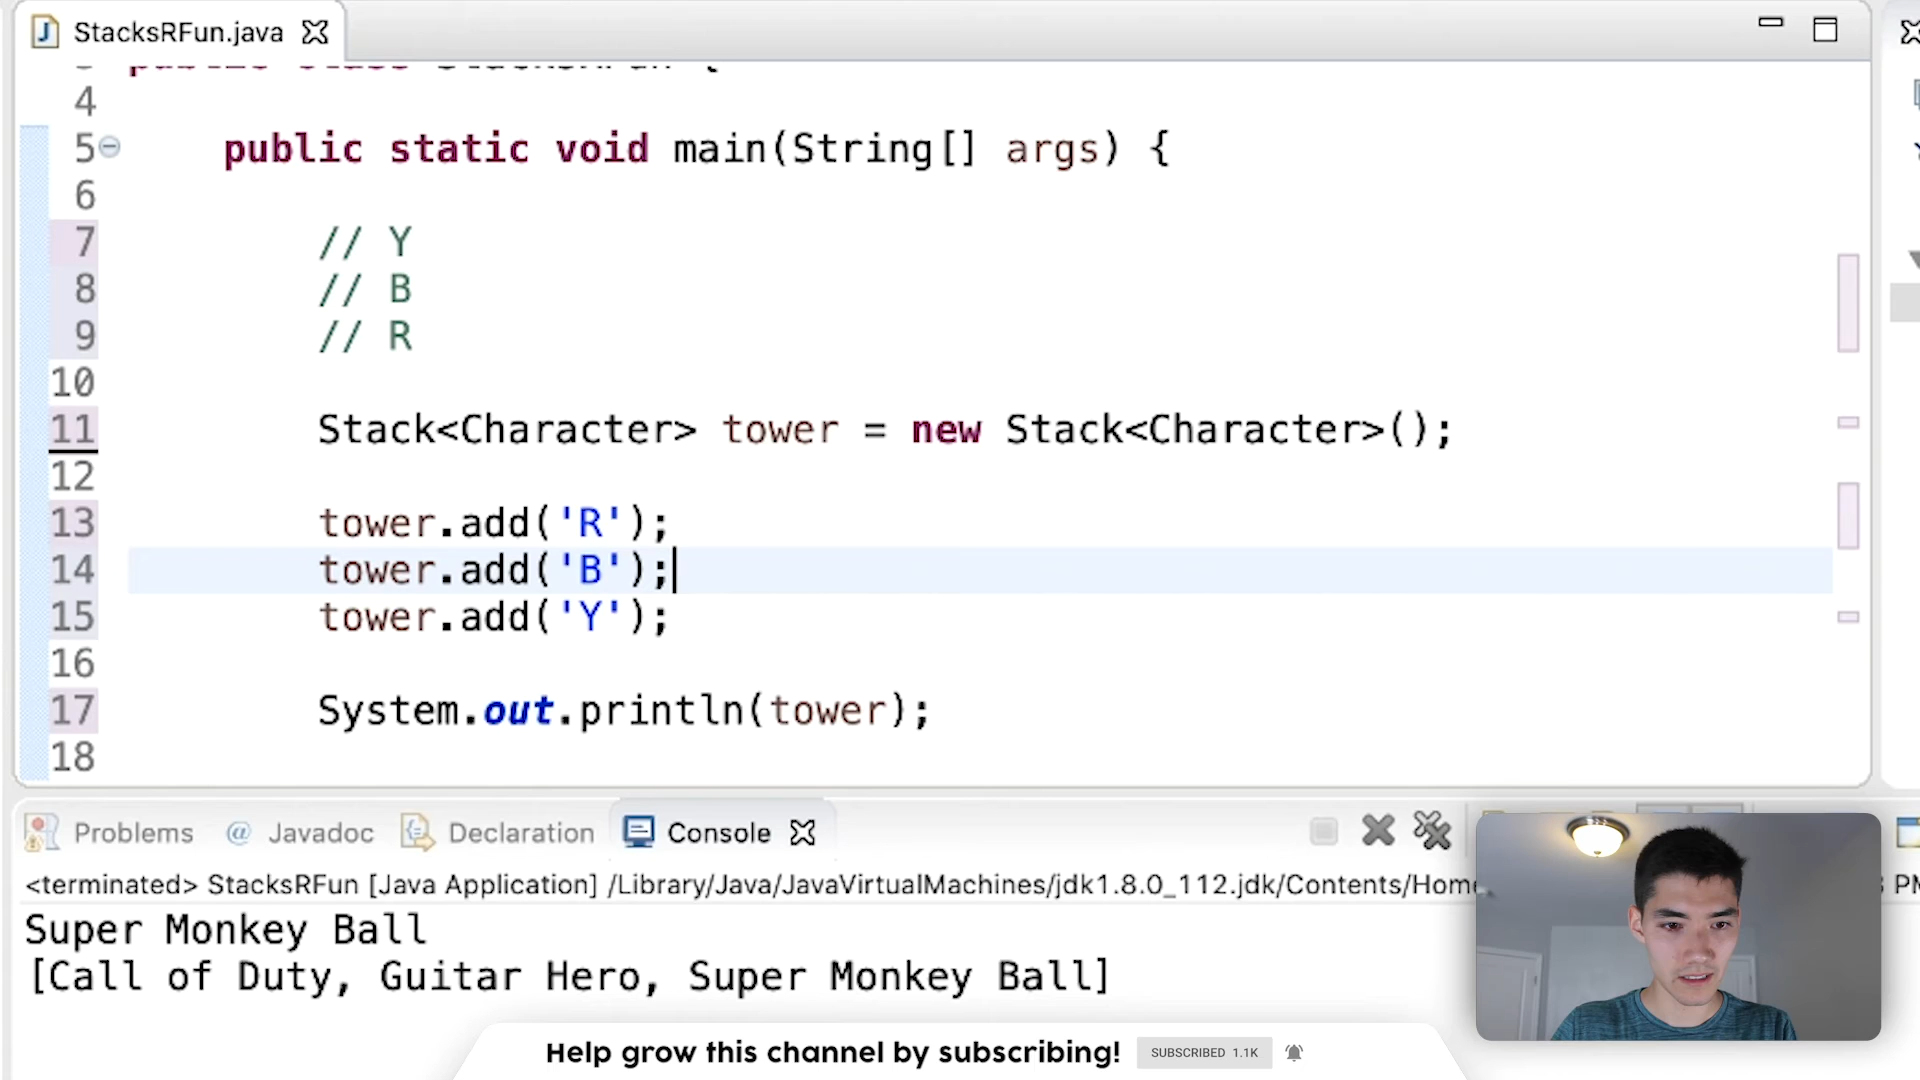 StacksRFun.java
4
5 public static void main(String[] args) {
6
7 // Y
8 // B
9 // R
10
11 Stack<Character> tower = new Stack<Character>();
12
13 tower.add('R');
14 tower.add('B');
15 tower.add('Y');
16
17 System.out.println(tower);
18
Problems @ Javadoc Declaration Console
<terminated> StacksRFun [Java Application] /Library/Java/JavaVirtualMachines/jdk1.8.0_112.jdk/Contents/Home
Super Monkey Ball
[Call of Duty, Guitar Hero, Super Monkey Ball]
Help grow this channel by subscribing! SUBSCRIBED 1.1K